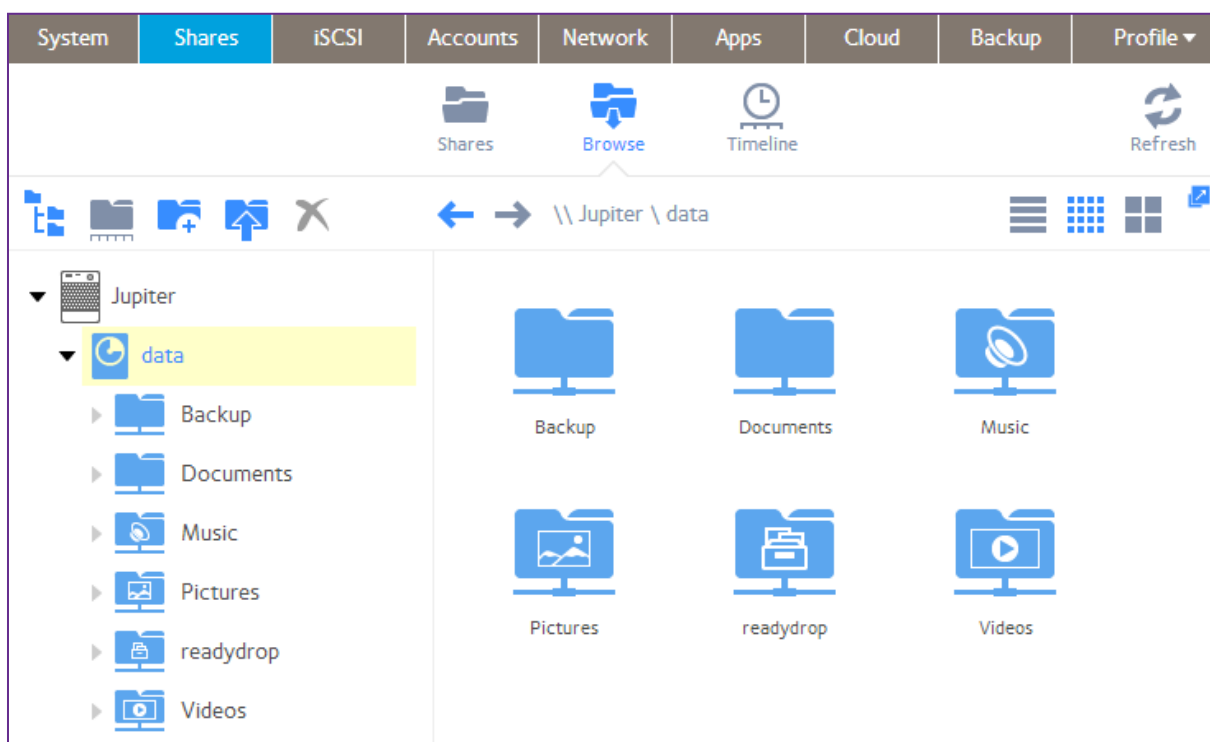 System Shares iSCSI Accounts Network Apps Cloud Backup Profile
Shares Browse Timeline Refresh
\\ Jupiter \ data
Jupiter
data
Backup
Documents
Music
Pictures
readydrop
Videos
Backup Documents Music
Pictures readydrop Videos